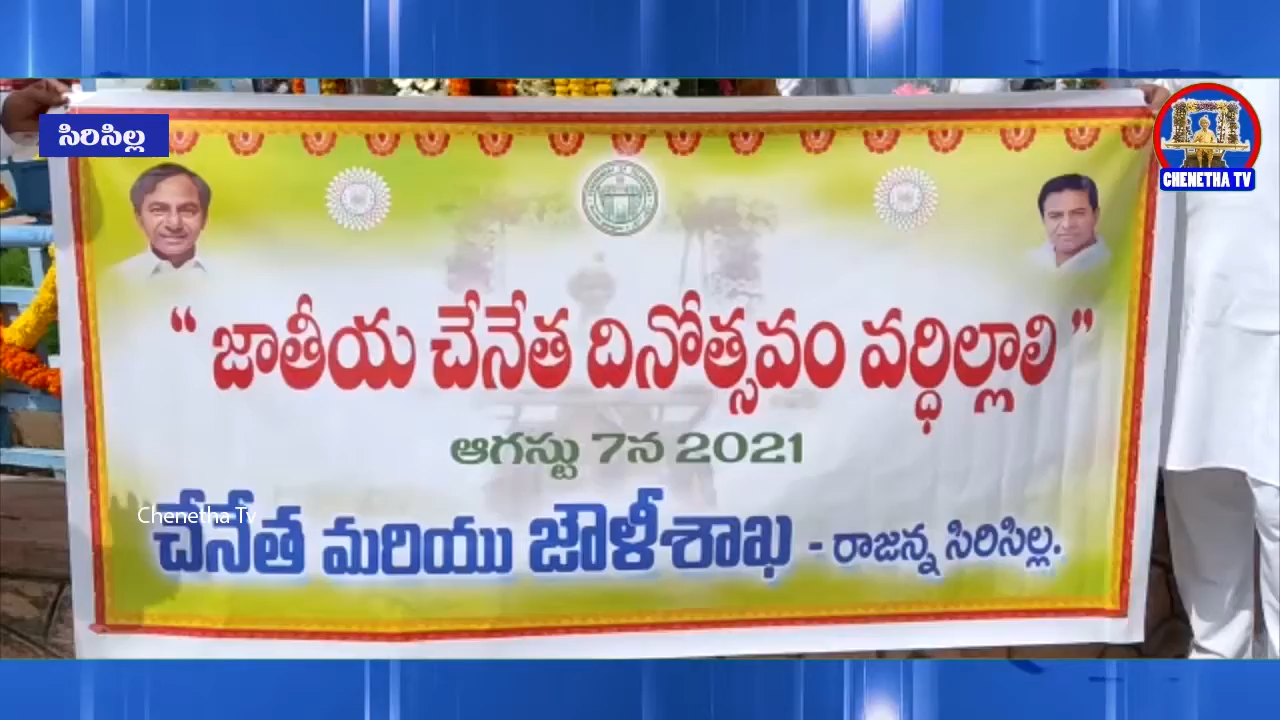 సిరిసిల్ల
CHENETHA TV
“ జాతీయ చేనేత దినోత్సవం వర్ధిల్లాలి ”
ఆగస్టు 7న 2021
Chenetha Tv
చేనేత మరియు జౌళీశాఖ - రాజన్న సిరిసిల్ల.